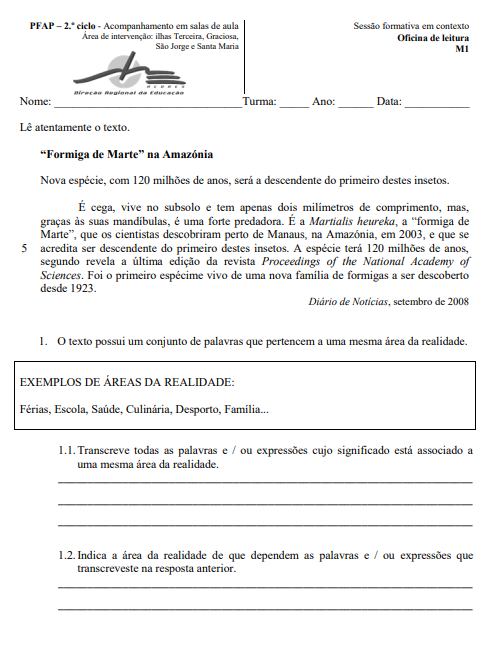 PFAP – 2.º ciclo - Acompanhamento em salas de aula
Área de intervenção: ilhas Terceira, Graciosa,
São Jorge e Santa Maria
Sessão formativa em contexto
Oficina de leitura
M1
AÇORES
Direcção Regional da Educação
Nome: ________________________________ Turma: _____ Ano: ______ Data: ___________
Lê atentamente o texto.
“Formiga de Marte” na Amazónia
Nova espécie, com 120 milhões de anos, será a descendente do primeiro destes insetos.
É cega, vive no subsolo e tem apenas dois milímetros de comprimento, mas,
graças às suas mandíbulas, é uma forte predadora. É a Martialis heureka, a “formiga de
Marte”, que os cientistas descobriram perto de Manaus, na Amazónia, em 2003, e que se
5 acredita ser descendente do primeiro destes insetos. A espécie terá 120 milhões de anos,
segundo revela a última edição da revista Proceedings of the National Academy of
Sciences. Foi o primeiro espécime vivo de uma nova família de formigas a ser descoberto
desde 1923.
Diário de Notícias, setembro de 2008
1. O texto possui um conjunto de palavras que pertencem a uma mesma área da realidade.
EXEMPLOS DE ÁREAS DA REALIDADE:
Férias, Escola, Saúde, Culinária, Desporto, Família...
1.1. Transcreve todas as palavras e / ou expressões cujo significado está associado a
uma mesma área da realidade.
1.2. Indica a área da realidade de que dependem as palavras e / ou expressões que
transcreveste na resposta anterior.